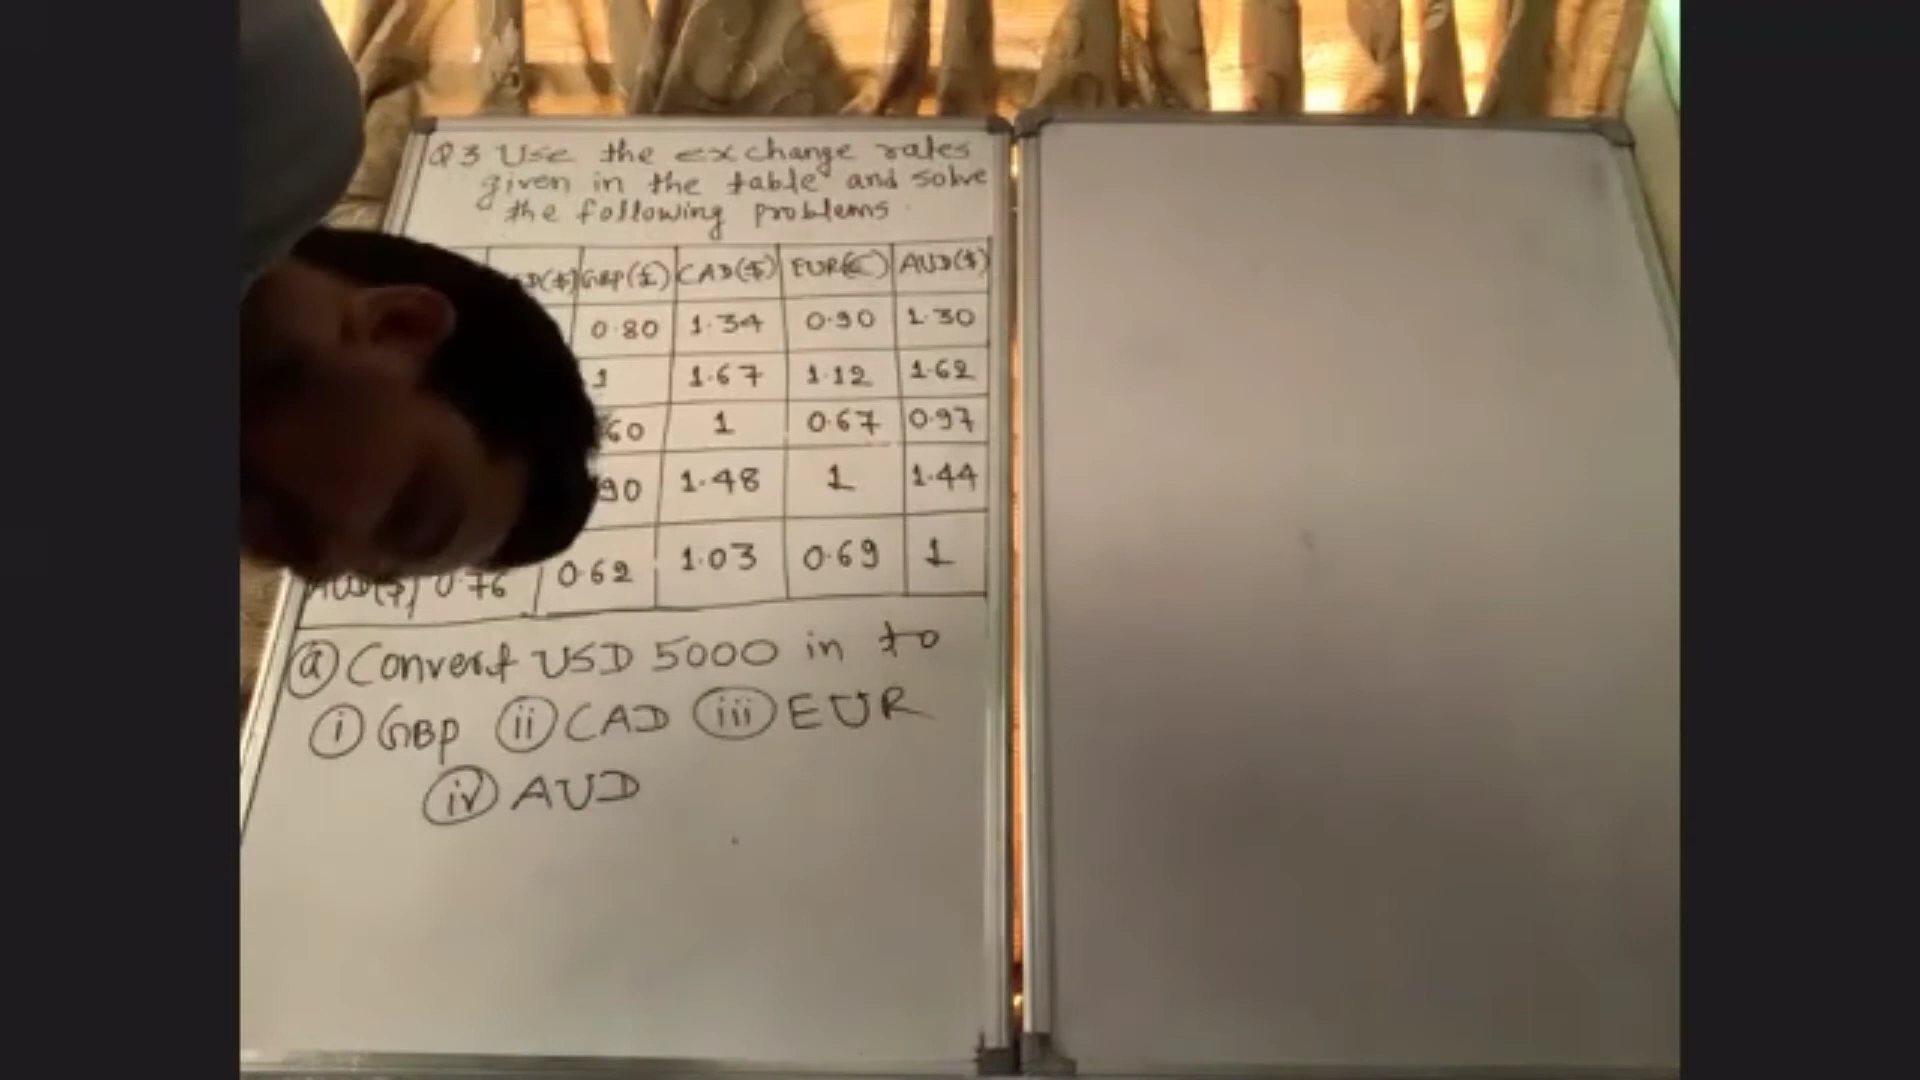 Q3 Use the exchange rates
given in the table and solve
the following problems.
GBP(£) CAD($) EUR(€) AUD($)
0.80 1.34 0.90 1.30
1 1.67 1.12 1.62
60 1 0.67 0.97
90 1.48 1 1.44
AUD($) 0.76 0.62 1.03 0.69 1
(a) Convert USD 5000 in to
(i) GBP (ii) CAD (iii) EUR
(iv) AUD